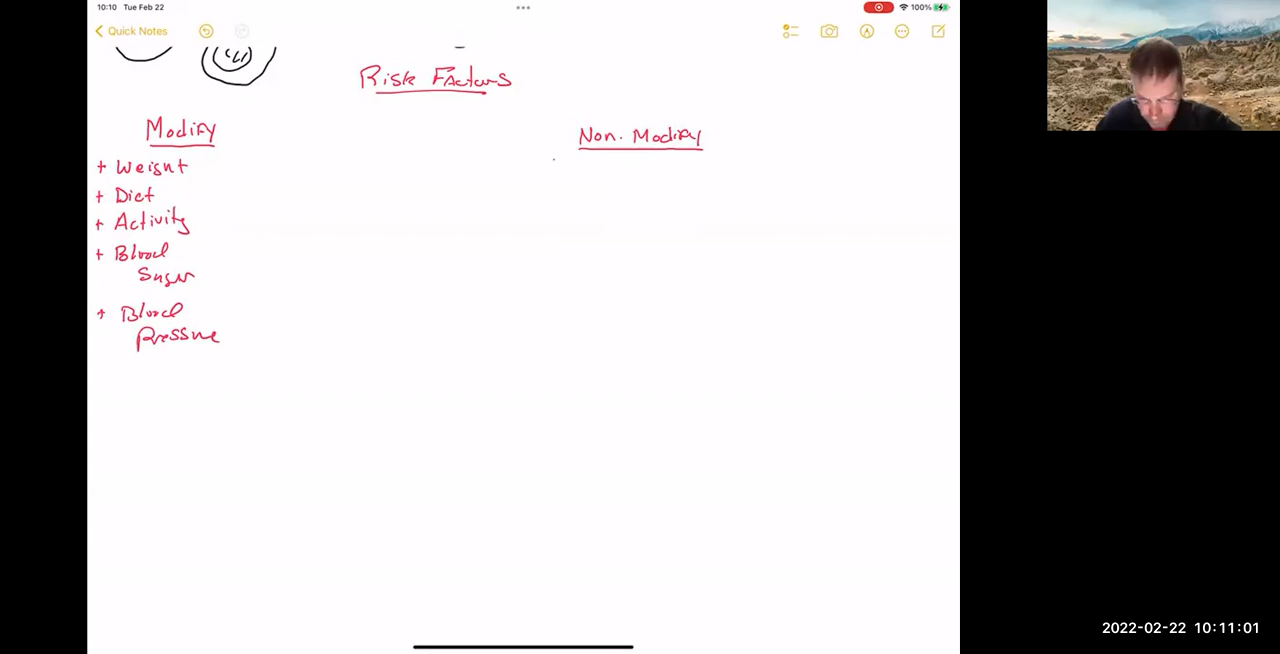 10:10 Tue Feb 22
100%
Quick Notes
Risk Factors
Modify
Non. Modify
+ Weight
+ Diet
+ Activity
+ Blood
Sugar
+ Blood
Pressure
2022-02-22 10:11:01